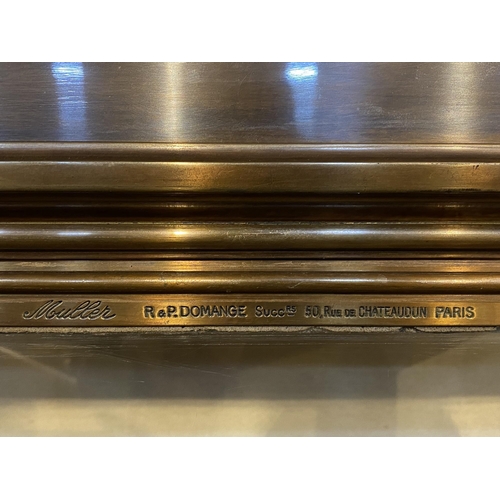 Muller R & P. DOMANGE Succrs 50, Rue de CHATEAUDUN PARIS